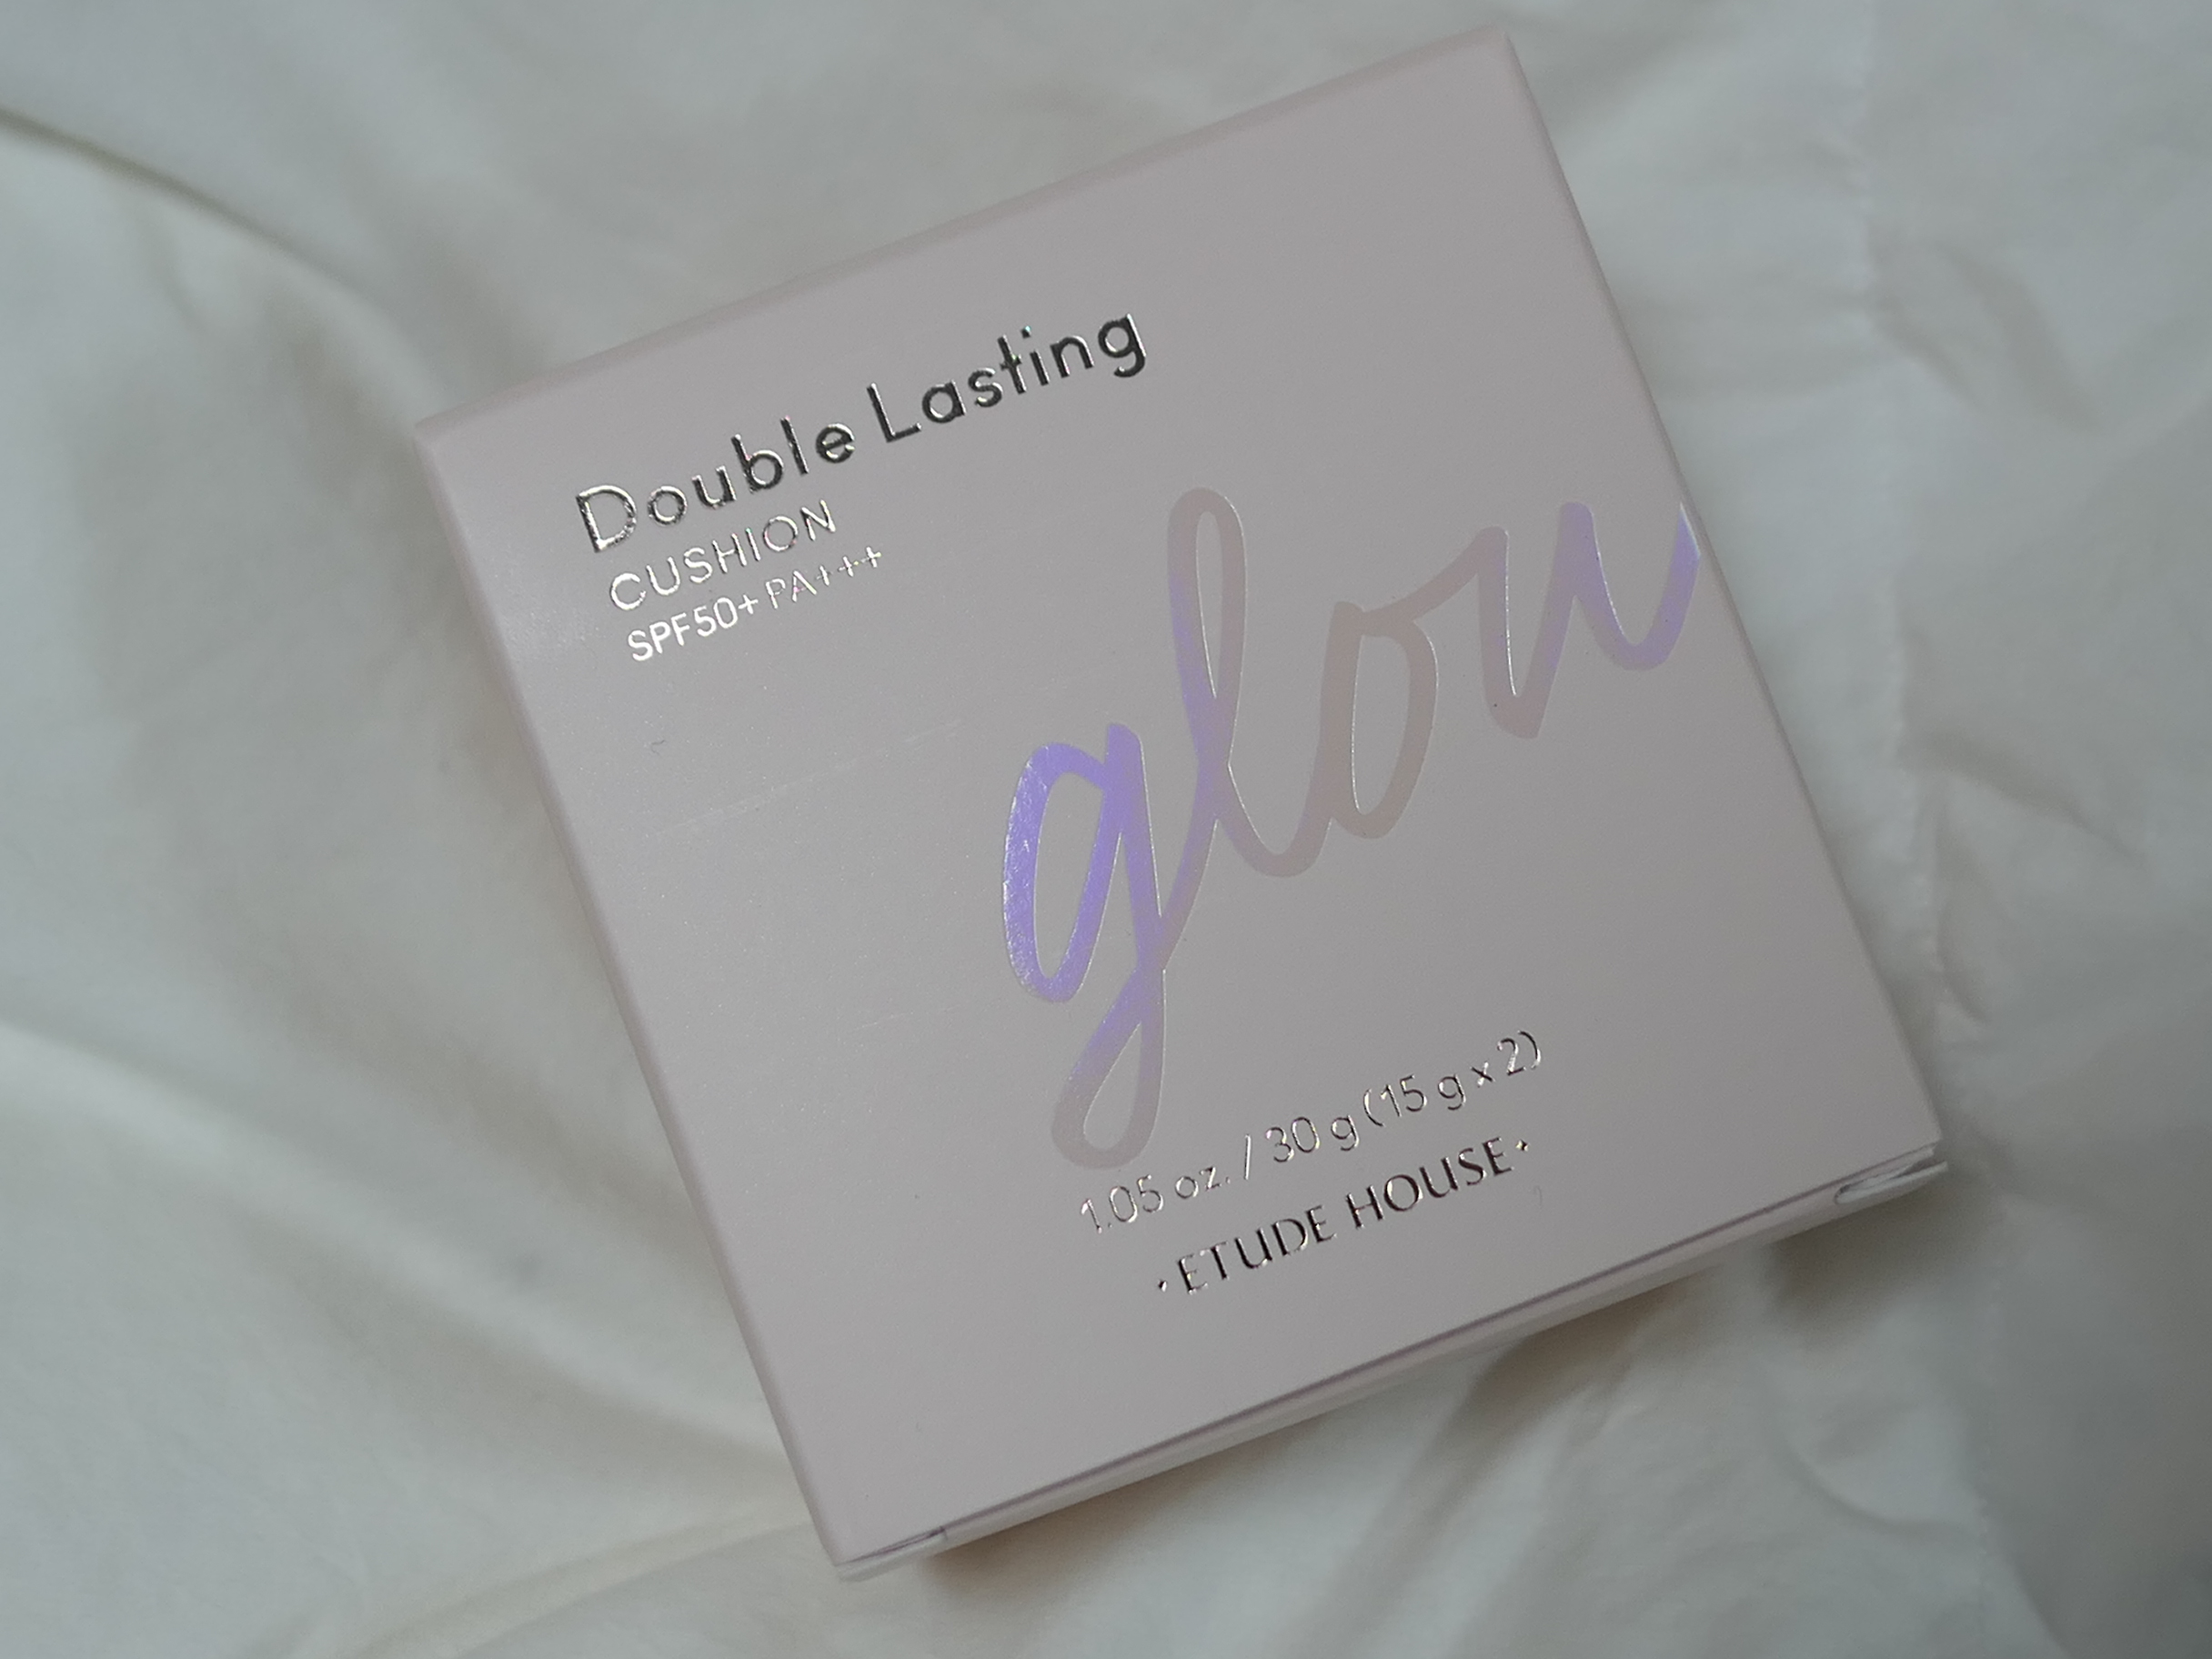 Double Lasting
CUSHION
SPF50+ PA+++
glow
1.05 oz. / 30 g (15 g x 2)
·ETUDE HOUSE·